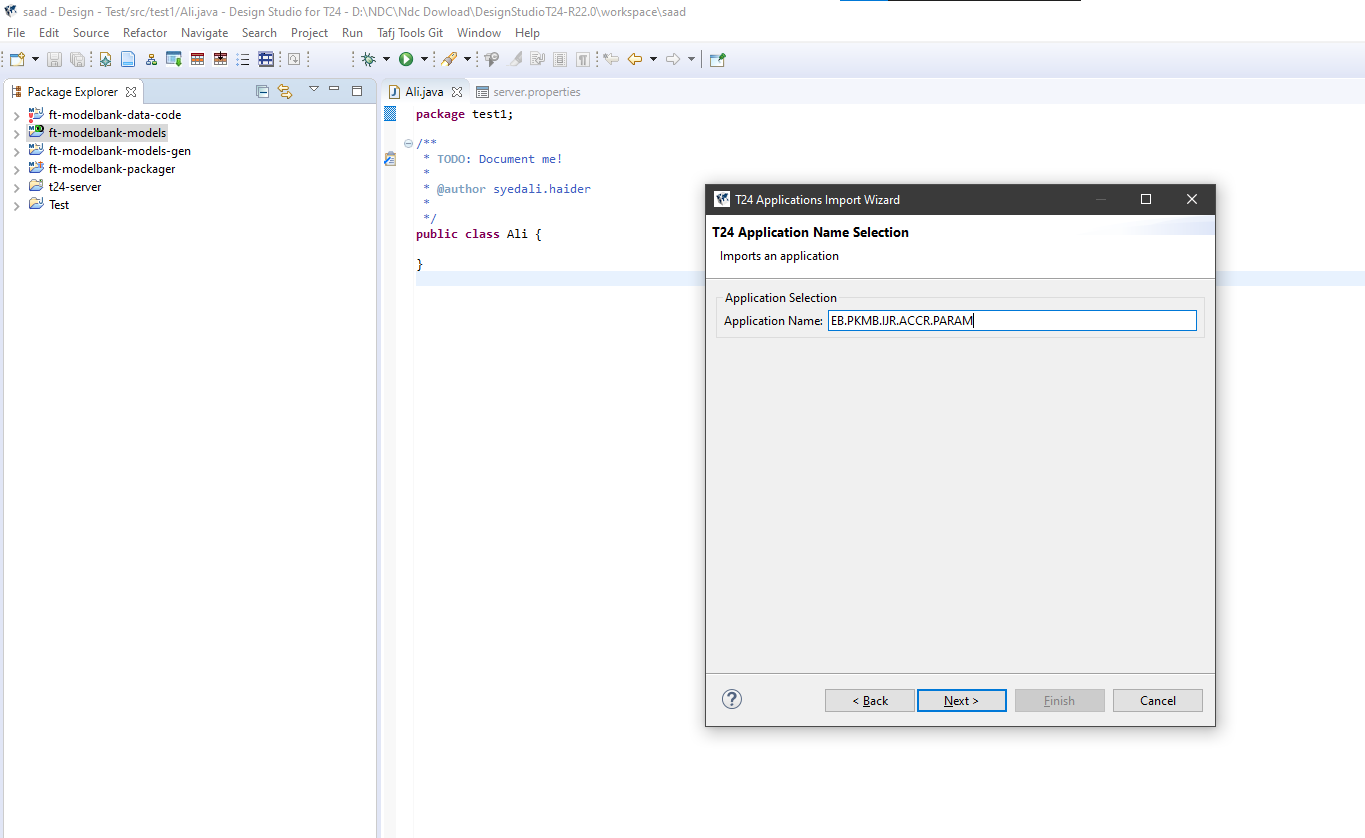 saad - Design - Test/src/test1/Ali.java - Design Studio for T24 - D:\NDC\Ndc Dowload\DesignStudioT24-R22.0\workspace\saad
File Edit Source Refactor Navigate Search Project Run Tafj Tools Git Window Help
Package Explorer
ft-modelbank-data-code
ft-modelbank-models
ft-modelbank-models-gen
ft-modelbank-packager
t24-server
Test
Ali.java server.properties
package test1;
/**
* TODO: Document me!
*
* @author syedali.haider
*
*/
public class Ali {
}
T24 Applications Import Wizard
T24 Application Name Selection
Imports an application
Application Selection
Application Name: EB.PKMB.IJR.ACCR.PARAM
< Back Next > Finish Cancel